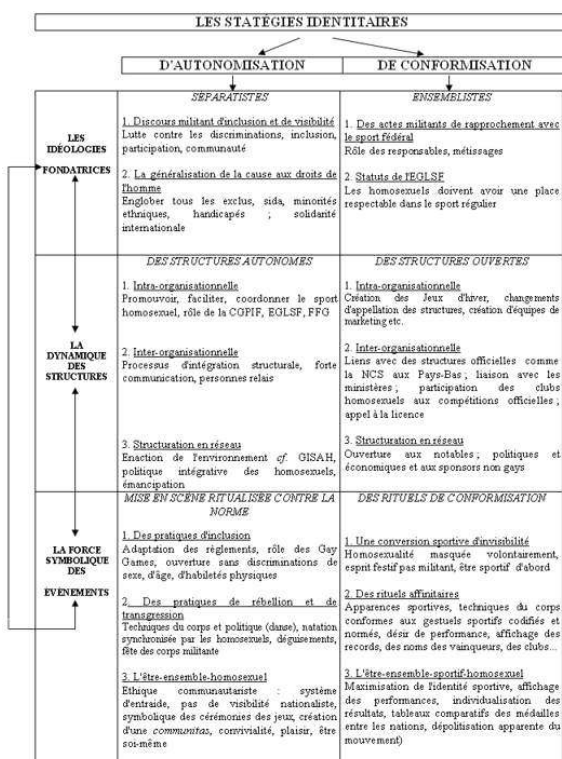 LES STATÉGIES IDENTITAIRES
D'AUTONOMISATION
DE CONFORMISATION
LES
IDÉOLOGIES
FONDATRICES
SEPARATISTES
1. Discours militant d'inclusion et de visibilité
Lutte contre les discriminations, inclusion,
participation, communauté
2. La généralisation de la cause aux droits de
l'homme
Englober tous les exclus, sida, minorités
ethniques, handicapés ; solidarité
internationale
ENSEMBLISTES
1. Des actes militants de rapprochement avec
le sport fédéral
Rôle des responsables, métissages
2. Statuts de l'EGLSF
Les homosexuels doivent avoir une place
respectable dans le sport régulier
LA
DYNAMIQUE
DES
STRUCTURES
DES STRUCTURES AUTONOMES
1. Intra-organisationnelle
Promouvoir, faciliter, coordonner le sport
homosexuel, rôle de la CGPIF, EGLSF, FFG
2. Inter-organisationnelle
Processus d'intégration structurale, forte
communication, personnes relais
3. Structuration en réseau
Enaction de l'environnement cf. GISAH,
politique intégrative des homosexuels,
émancipation
DES STRUCTURES OUVERTES
1. Intra-organisationnelle
Création des Jeux d'hiver, changements
d'appellation des structures, création d'équipes de
marketing etc.
2. Inter-organisationnelle
Liens avec des structures officielles comme
la NCS aux Pays-Bas ; liaison avec les
ministères ; participation des clubs
homosexuels aux compétitions officielles ;
appel à la licence
3. Structuration en réseau
Ouverture aux notables ; politiques et
économiques et aux sponsors non gays
LA FORCE
SYMBOLIQUE
DES
ÉVÈNEMENTS
MISE EN SCÈNE RITUALISEE CONTRE LA
NORME
1. Des pratiques d'inclusion
Adaptation des règlements, rôle des Gay
Games, ouverture sans discriminations de
sexe, d'âge, d'habiletés physiques
2. Des pratiques de rébellion et de
transgression
Techniques du corps et politique (danse), natation
synchronisée par les homosexuels, déguisements,
fête des corps militante
3. L'être-ensemble-homosexuel
Ethique communautariste : système
d'entraide, pas de visibilité nationaliste,
symbolique des cérémonies des jeux, création
d'une communitas, convivialité, plaisir, être
soi-même
DES RITUELS DE CONFORMISATION
1. Une conversion sportive d'invisibilité
Homosexualité masquée volontairement,
esprit festif pas militant, être sportif d'abord
2. Des rituels affinitaires
Apparences sportives, techniques du corps
conformes aux gestuels sportifs codifiés et
normés, désir de performance, affichage des
records, des noms des vainqueurs, des clubs...
3. L'être-ensemble-sportif-homosexuel
Maximisation de l'identité sportive, affichage
des performances, individualisation des
résultats, tableaux comparatifs des médailles
entre les nations, dépolitisation apparente du
mouvement)